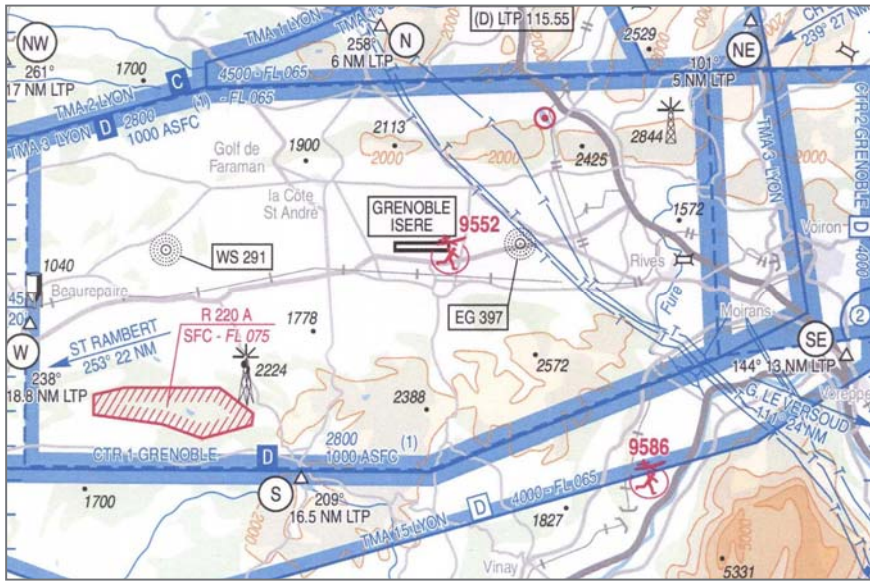 NW
261°
17 NM LTP
1700
TMA 1 LYON
258°
6 NM LTP
N
(D) LTP 115.55
2529
101°
5 NM LTP
NE
239° 27 NM
TMA 2 LYON
C
4500 - FL 065
TMA 3 LYON
D
2800 (1) - FL 065
1000 ASFC
Golf de
Faraman
1900
2113
2000
2425
2844
2000
TMA 3 LYON
CTR 2 GRENOBLE
D
4000
la Côte
St André
GRENOBLE
ISERE
9552
1572
Voiron
WS 291
EG 397
Rives
Fure
1040
Beaurepaire
45
20
Moirans
2
R 220 A
SFC - FL 075
1778
W
238°
18.8 NM LTP
ST RAMBERT
253° 22 NM
2224
2572
2388
SE
144° 13 NM LTP
Voreppe
G. LE VERSOUD
111° 24 NM
CTR 1 GRENOBLE
D
2800
1000 ASFC
(1)
9586
S
209°
16.5 NM LTP
1700
TMA 15 LYON
D
4000 - FL 065
1827
Vinay
5331